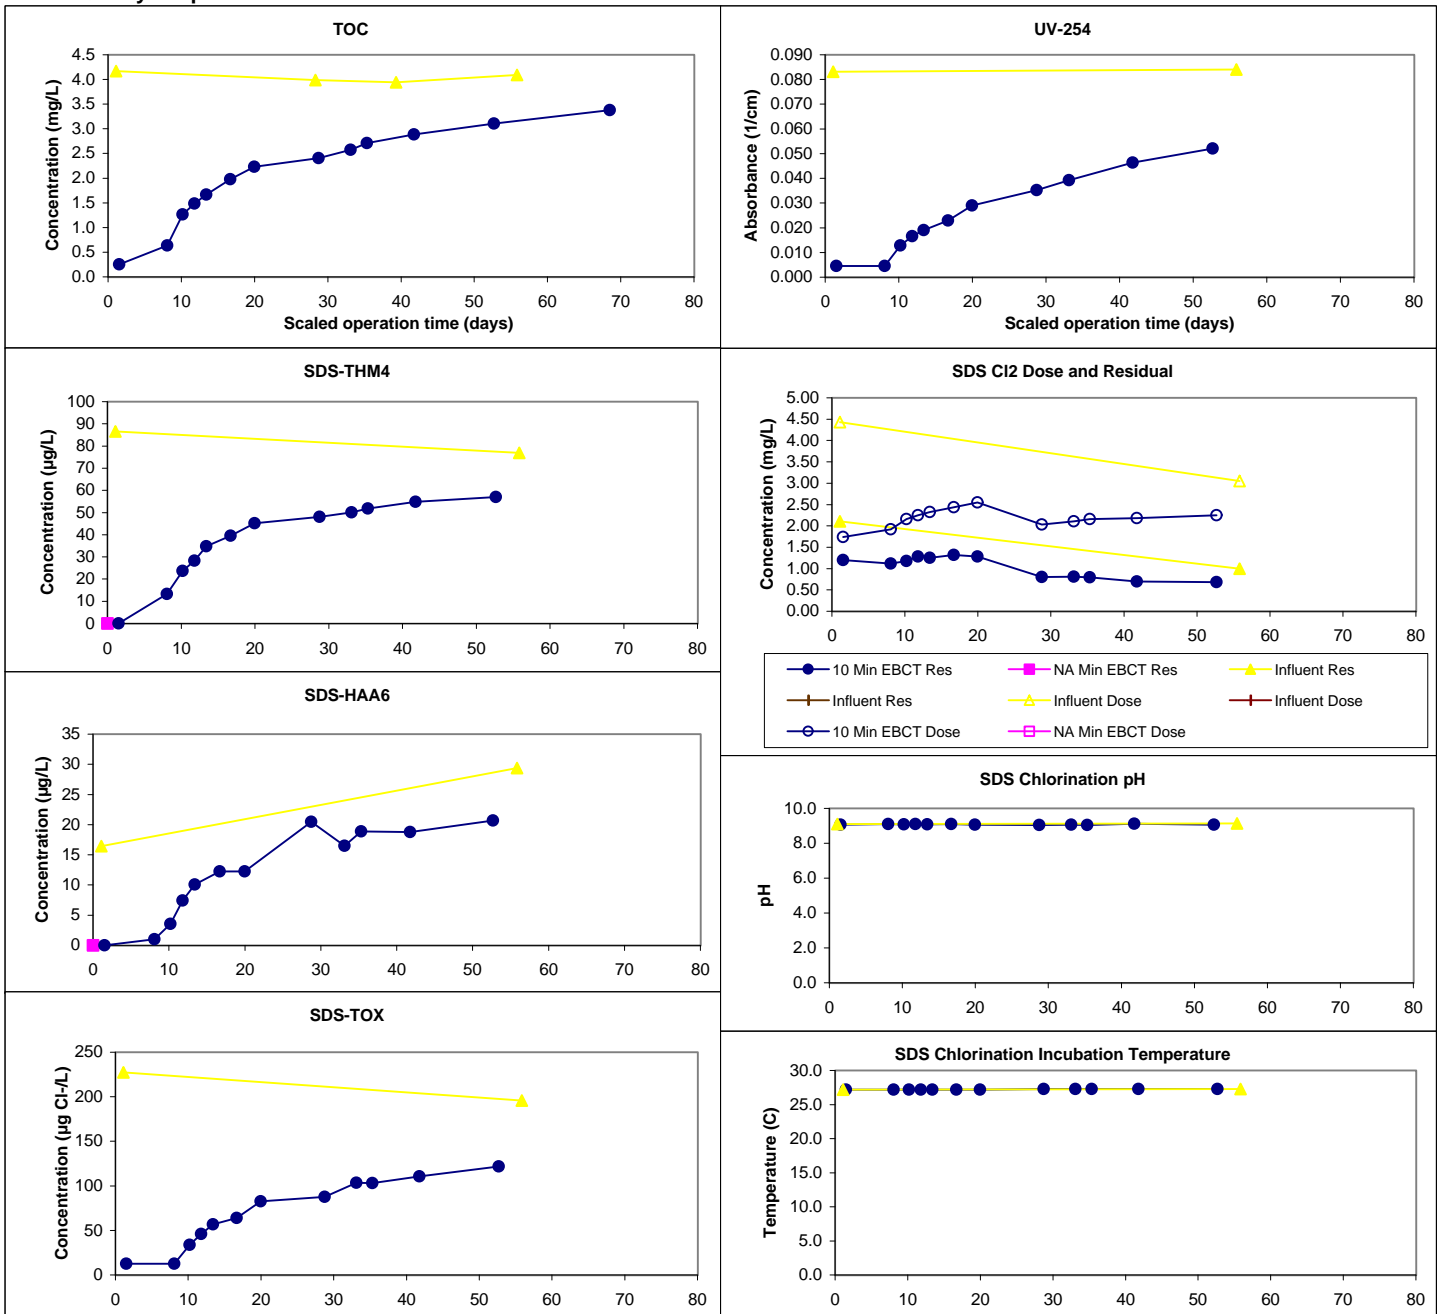 TOC
Concentration (mg/L)
4.5
4.0
3.5
3.0
2.5
2.0
1.5
1.0
0.5
0.0
0 10 20 30 40 50 60 70 80
Scaled operation time (days)
UV-254
Absorbance (1/cm)
0.090
0.080
0.070
0.060
0.050
0.040
0.030
0.020
0.010
0.000
0 10 20 30 40 50 60 70 80
Scaled operation time (days)
SDS-THM4
Concentration (µg/L)
100
90
80
70
60
50
40
30
20
10
0
0 10 20 30 40 50 60 70 80
SDS Cl2 Dose and Residual
Concentration (mg/L)
5.00
4.50
4.00
3.50
3.00
2.50
2.00
1.50
1.00
0.50
0.00
0 10 20 30 40 50 60 70 80
10 Min EBCT Res NA Min EBCT Res Influent Res
Influent Res Influent Dose Influent Dose
10 Min EBCT Dose NA Min EBCT Dose
SDS-HAA6
Concentration (µg/L)
35
30
25
20
15
10
5
0
0 10 20 30 40 50 60 70 80
SDS Chlorination pH
pH
10.0
8.0
6.0
4.0
2.0
0.0
0 10 20 30 40 50 60 70 80
SDS-TOX
Concentration (µg Cl-/L)
250
200
150
100
50
0
0 10 20 30 40 50 60 70 80
SDS Chlorination Incubation Temperature
Temperature (C)
30.0
25.0
20.0
15.0
10.0
5.0
0.0
0 10 20 30 40 50 60 70 80